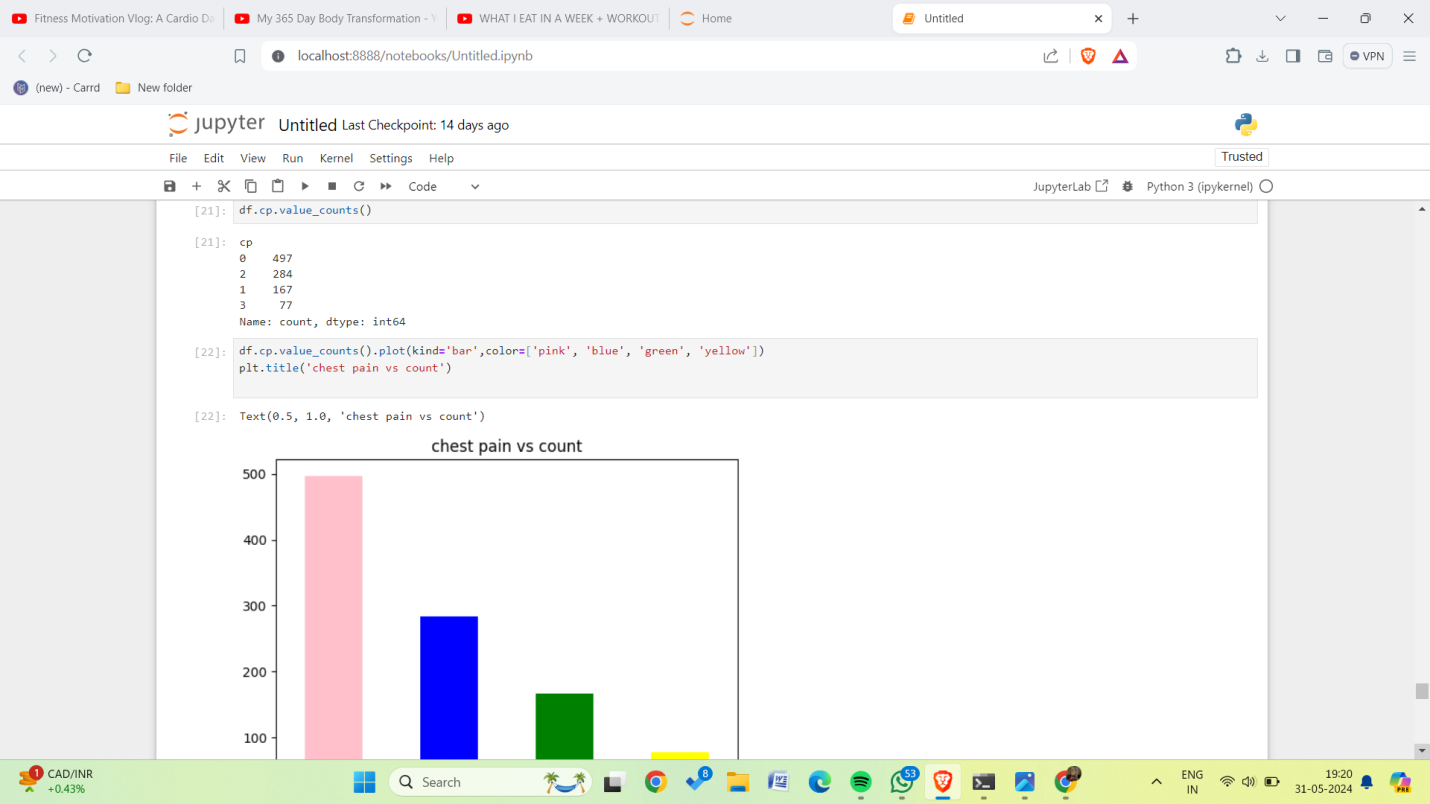 Fitness Motivation Vlog: A Cardio Da
My 365 Day Body Transformation - Y
WHAT I EAT IN A WEEK + WORKOUT
Home
Untitled
localhost:8888/notebooks/Untitled.ipynb
VPN
(new) - Carrd
New folder
jupyter Untitled Last Checkpoint: 14 days ago
File Edit View Run Kernel Settings Help
Trusted
Code
JupyterLab
Python 3 (ipykernel)
[21]: df.cp.value_counts()
[21]: cp
0 497
2 284
1 167
3 77
Name: count, dtype: int64
[22]: df.cp.value_counts().plot(kind='bar',color=['pink', 'blue', 'green', 'yellow'])
plt.title('chest pain vs count')
[22]: Text(0.5, 1.0, 'chest pain vs count')
chest pain vs count
500
400
300
200
100
1
CAD/INR
+0.43%
Search
8
53
ENG
IN
19:20
31-05-2024
PRE